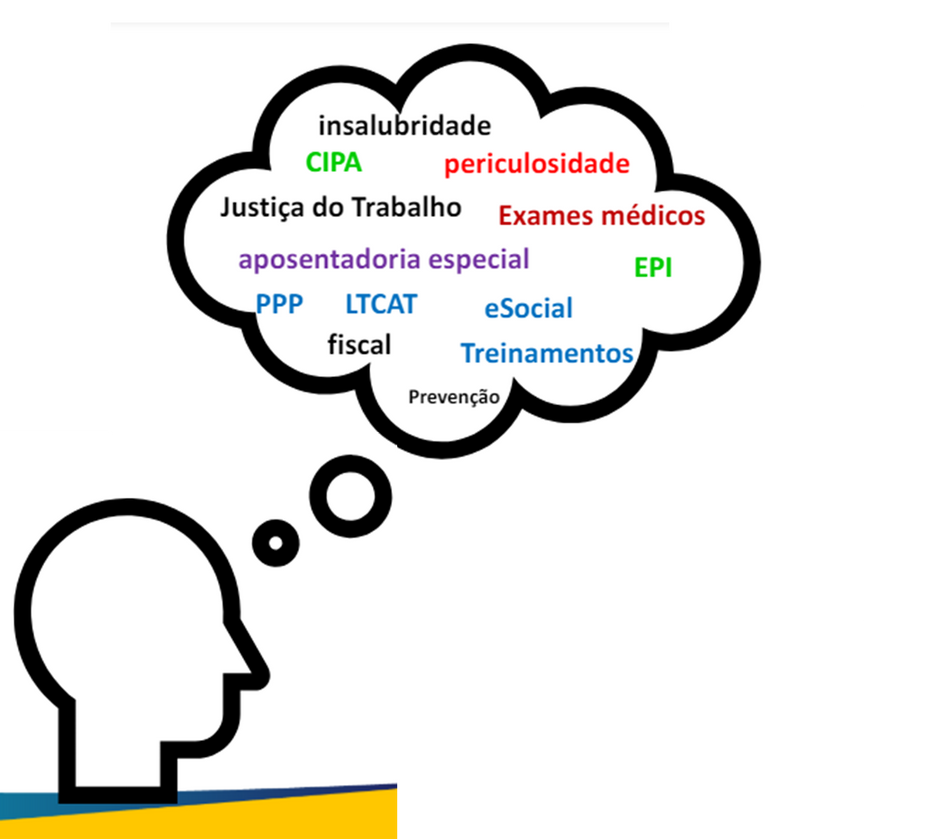 insalubridade
CIPA periculosidade
Justiça do Trabalho Exames médicos
aposentadoria especial EPI
PPP LTCAT eSocial
fiscal Treinamentos
Prevenção